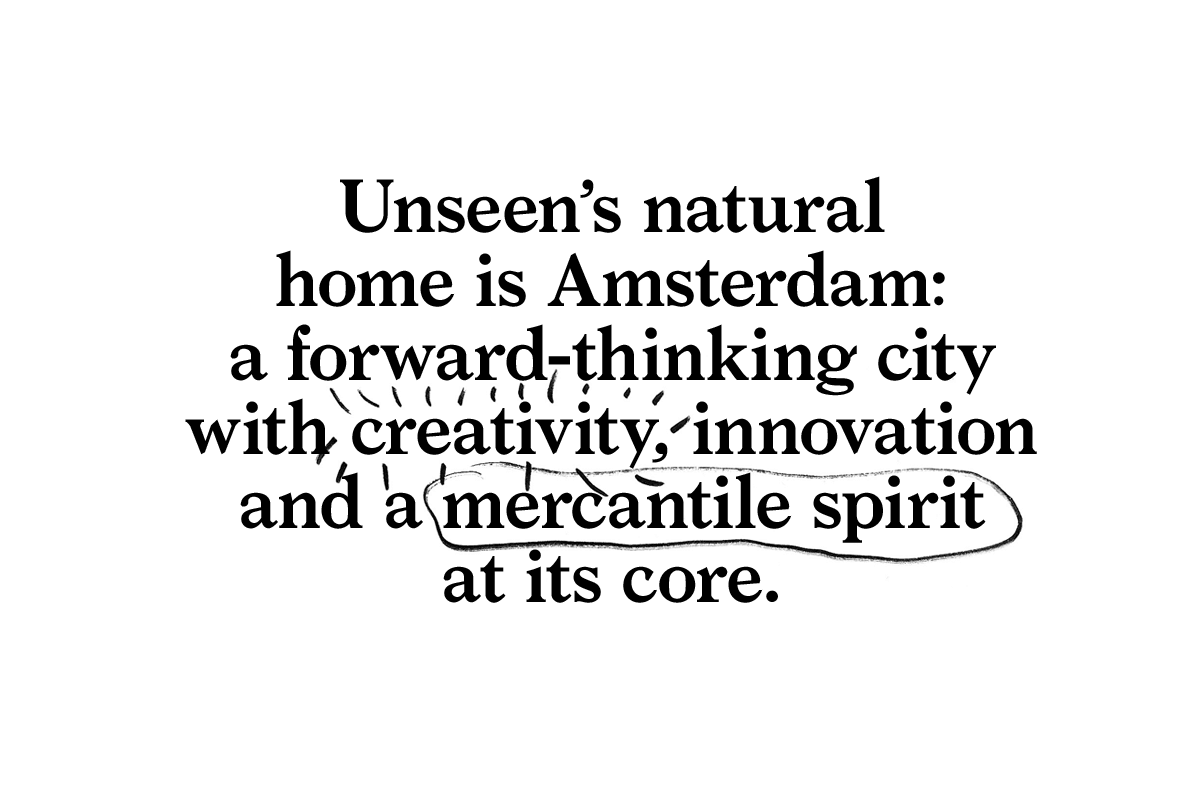 Unseen’s natural
home is Amsterdam:
a forward-thinking city
with creativity, innovation
and a mercantile spirit
at its core.